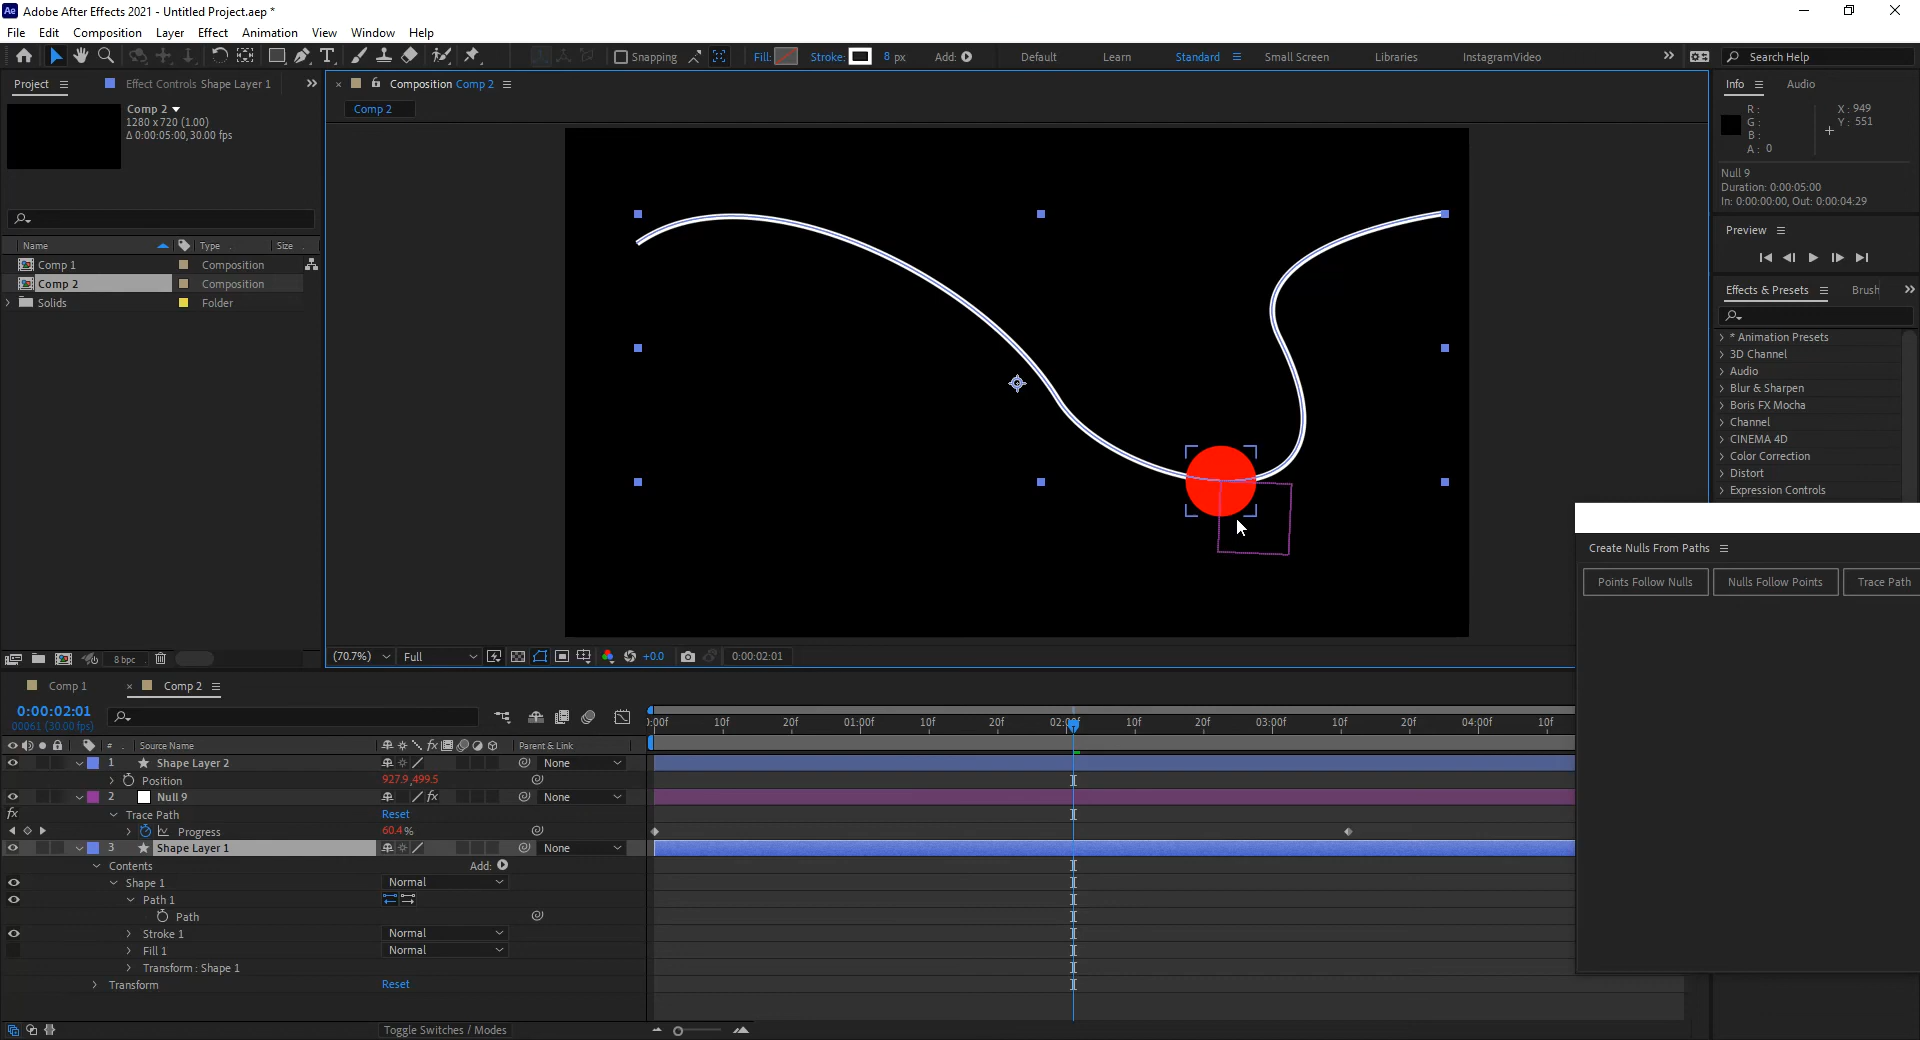 Ae Adobe After Effects 2021 - Untitled Project.aep *
File Edit Composition Layer Effect Animation View Window Help
T Snapping Fill: Stroke: 8 px Add: Default Learn Standard Small Screen Libraries InstagramVideo » Search Help
Project Effect Controls Shape Layer 1 »
× Composition Comp 2
Info Audio
Comp 2
1280 x 720 (1.00)
Δ 0:00:05:00, 30.00 fps
Comp 2
R :
G :
B :
A : 0
X : 949
Y : 551
Null 9
Duration: 0:00:05:00
In: 0:00:00:00, Out: 0:00:04:29
Preview
Name Type Size
Comp 1 Composition
Comp 2 Composition
Solids Folder
Effects & Presets Brush »
* Animation Presets
3D Channel
Audio
Blur & Sharpen
Boris FX Mocha
Channel
CINEMA 4D
Color Correction
Distort
Expression Controls
Create Nulls From Paths
Points Follow Nulls Nulls Follow Points Trace Path
8 bpc
(70.7%) Full +0.0 0:00:02:01
Comp 1 × Comp 2
0:00:02:01
00061 (30.00 fps)
):00f 10f 20f 01:00f 10f 20f 02:00f 10f 20f 03:00f 10f 20f 04:00f 10f
# Source Name fx Parent & Link
1 Shape Layer 2 None
Position 927.9,499.5
2 Null 9 fx None
fx Trace Path Reset
Progress 60.4 %
3 Shape Layer 1 None
Contents Add:
Shape 1 Normal
Path 1
Path
Stroke 1 Normal
Fill 1 Normal
Transform : Shape 1
Transform Reset
Toggle Switches / Modes